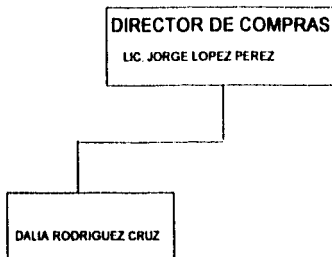 DIRECTOR DE COMPRAS
LIC. JORGE LOPEZ PEREZ
DALIA RODRIGUEZ CRUZ